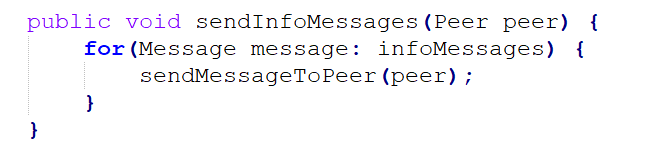 public void sendInfoMessages(Peer peer) {
    for(Message message: infoMessages) {
        sendMessageToPeer(peer);
    }
}